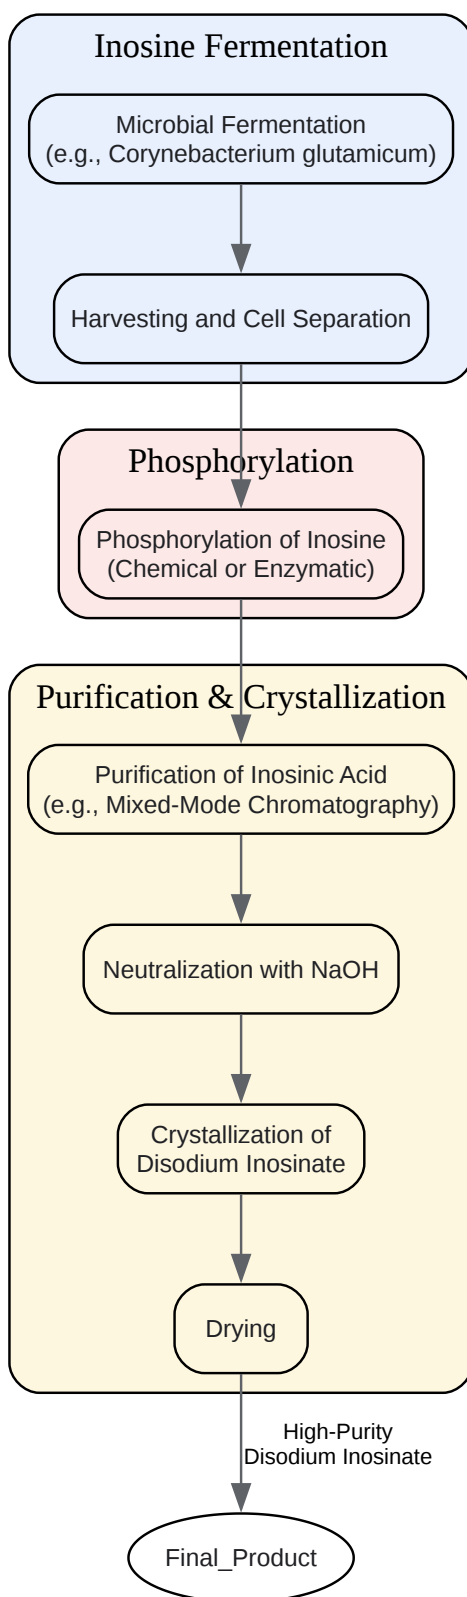 Inosine Fermentation
Microbial Fermentation
(e.g., Corynebacterium glutamicum)
Harvesting and Cell Separation
Phosphorylation
Phosphorylation of Inosine
(Chemical or Enzymatic)
Purification & Crystallization
Purification of Inosinic Acid
(e.g., Mixed-Mode Chromatography)
Neutralization with NaOH
Crystallization of
Disodium Inosinate
Drying
High-Purity
Disodium Inosinate
Final_Product